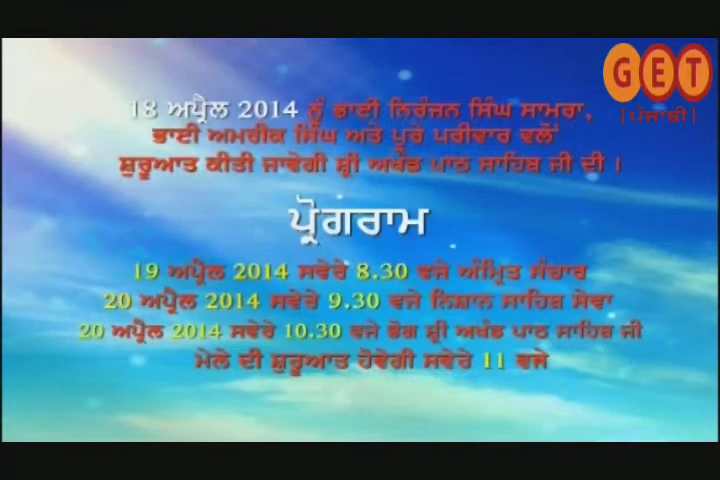 GET
[ਪੰਜਾਬੀ]
18 ਅਪ੍ਰੈਲ 2014 ਨੂੰ ਭਾਈ ਨਿਰੰਜਨ ਸਿੰਘ ਸਾਮਰਾ,
ਭਾਈ ਅਮਰੀਕ ਸਿੰਘ ਅਤੇ ਪੂਰੇ ਪਰੀਵਾਰ ਵਲੋਂ
ਸ਼ੁਰੂਆਤ ਕੀਤੀ ਜਾਵੇਗੀ ਸ਼੍ਰੀ ਅਖੰਡ ਪਾਠ ਸਾਹਿਬ ਜੀ ਦੀ ।
ਪ੍ਰੋਗਰਾਮ
19 ਅਪ੍ਰੈਲ 2014 ਸਵੇਰੇ 8.30 ਵਜੇ ਅੰਮ੍ਰਿਤ ਸੰਚਾਰ
20 ਅਪ੍ਰੈਲ 2014 ਸਵੇਰੇ 9.30 ਵਜੇ ਨਿਸ਼ਾਨ ਸਾਹਿਬ ਸੇਵਾ
20 ਅਪ੍ਰੈਲ 2014 ਸਵੇਰੇ 10.30 ਵਜੇ ਭੋਗ ਸ਼੍ਰੀ ਅਖੰਡ ਪਾਠ ਸਾਹਿਬ ਜੀ
ਮੇਲੇ ਦੀ ਸ਼ੁਰੂਆਤ ਹੋਵੇਗੀ ਸਵੇਰੇ 11 ਵਜੇ